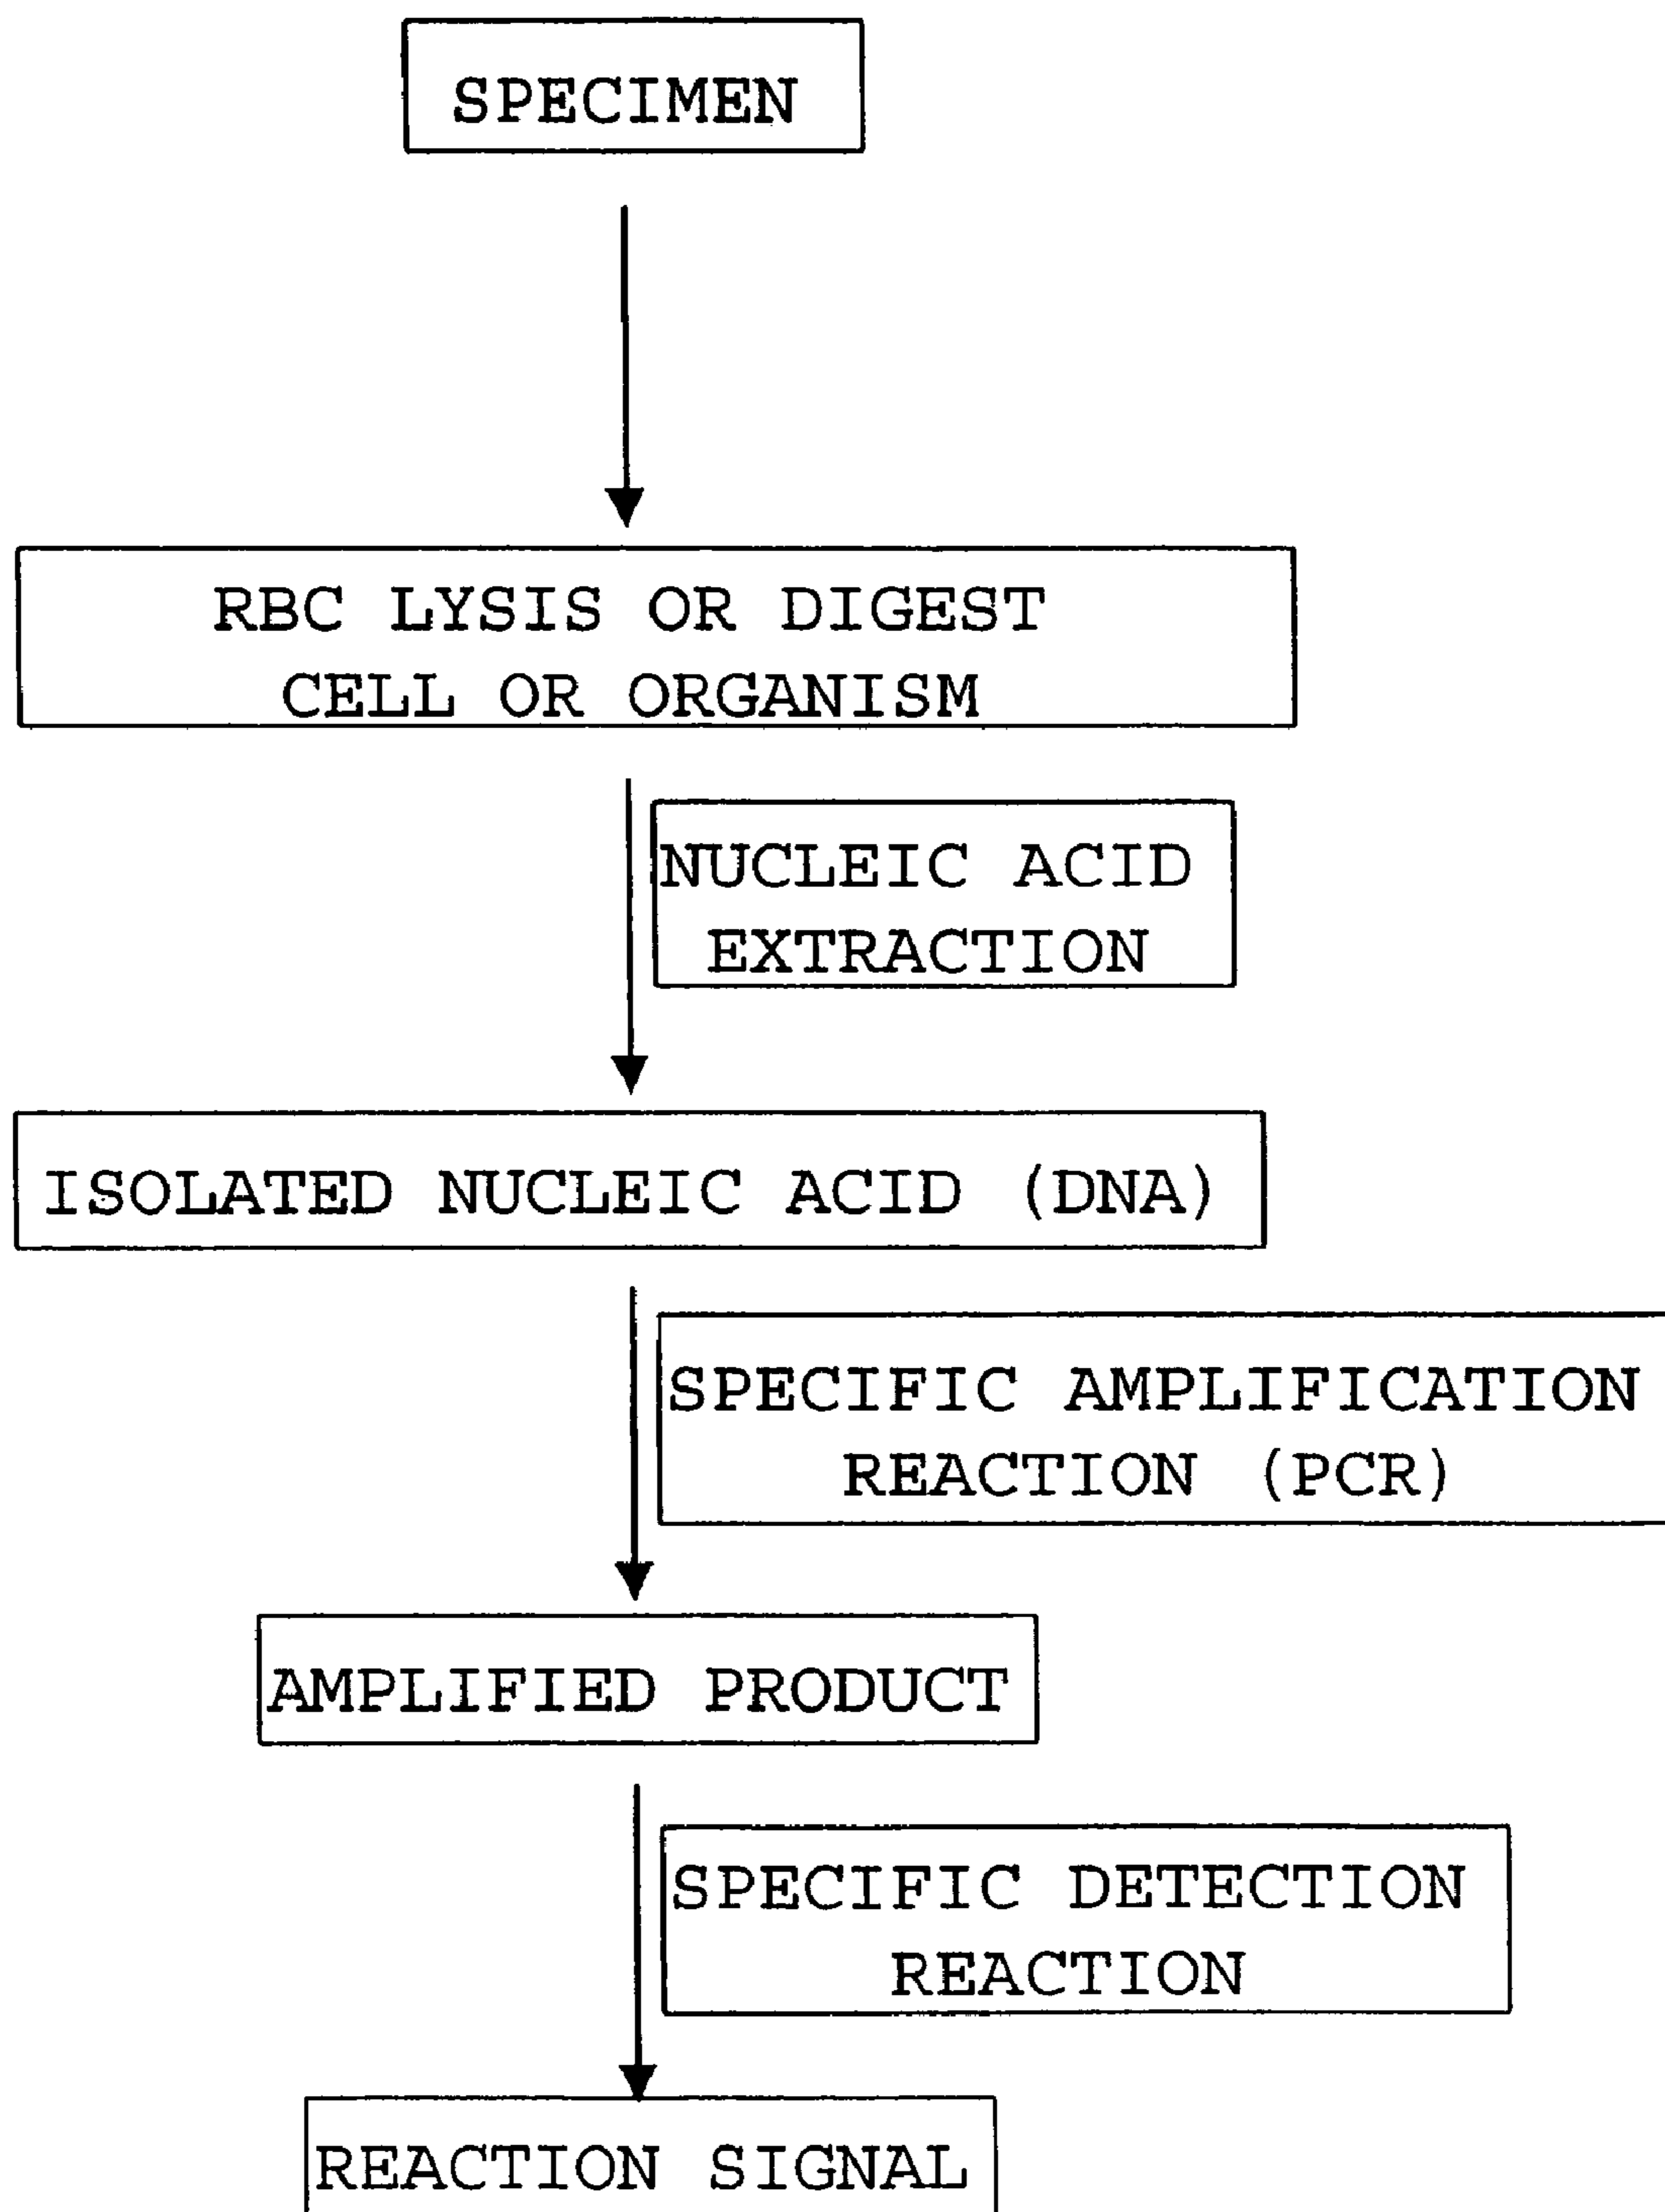 SPECIMEN
RBC LYSIS OR DIGEST
CELL OR ORGANISM
NUCLEIC ACID
EXTRACTION
ISOLATED NUCLEIC ACID (DNA)
SPECIFIC AMPLIFICATION
REACTION (PCR)
AMPLIFIED PRODUCT
SPECIFIC DETECTION
REACTION
REACTION SIGNAL